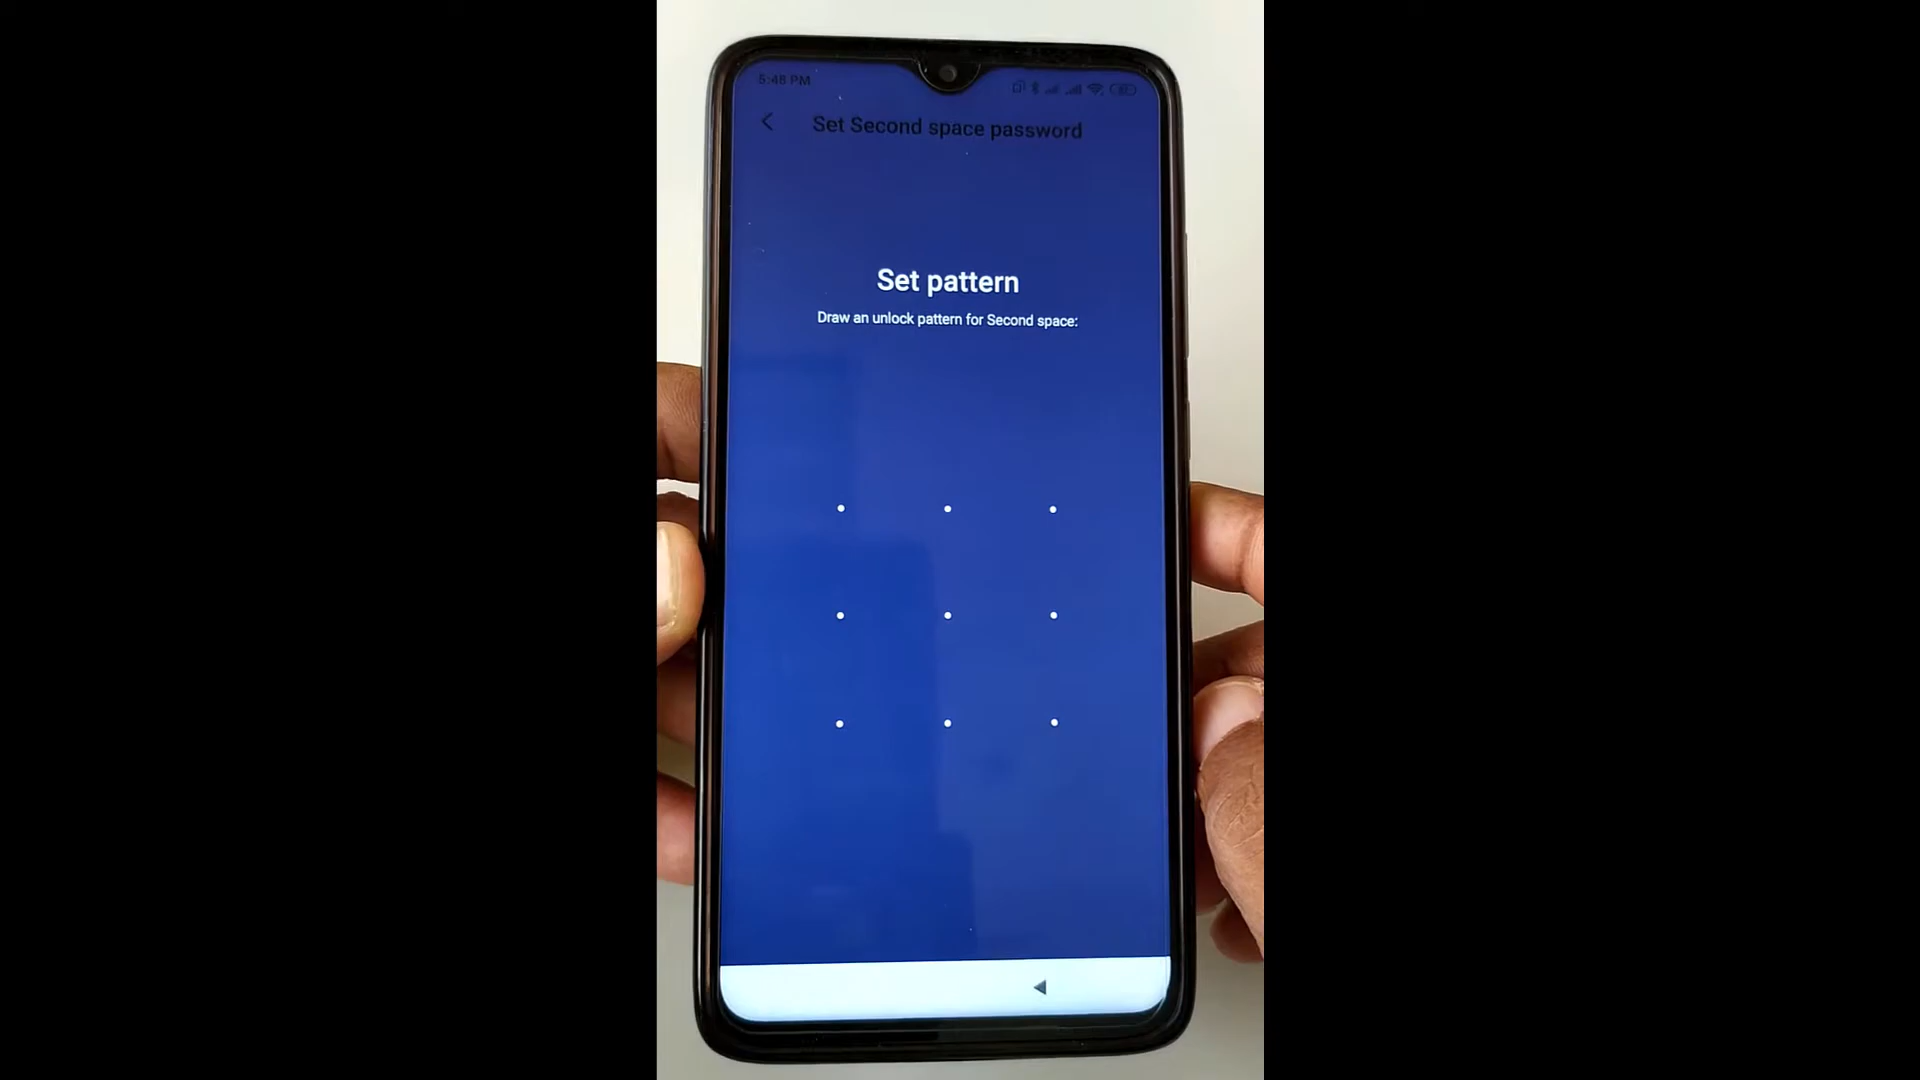 5:48 PM
Set Second space password
Set pattern
Draw an unlock pattern for Second space: